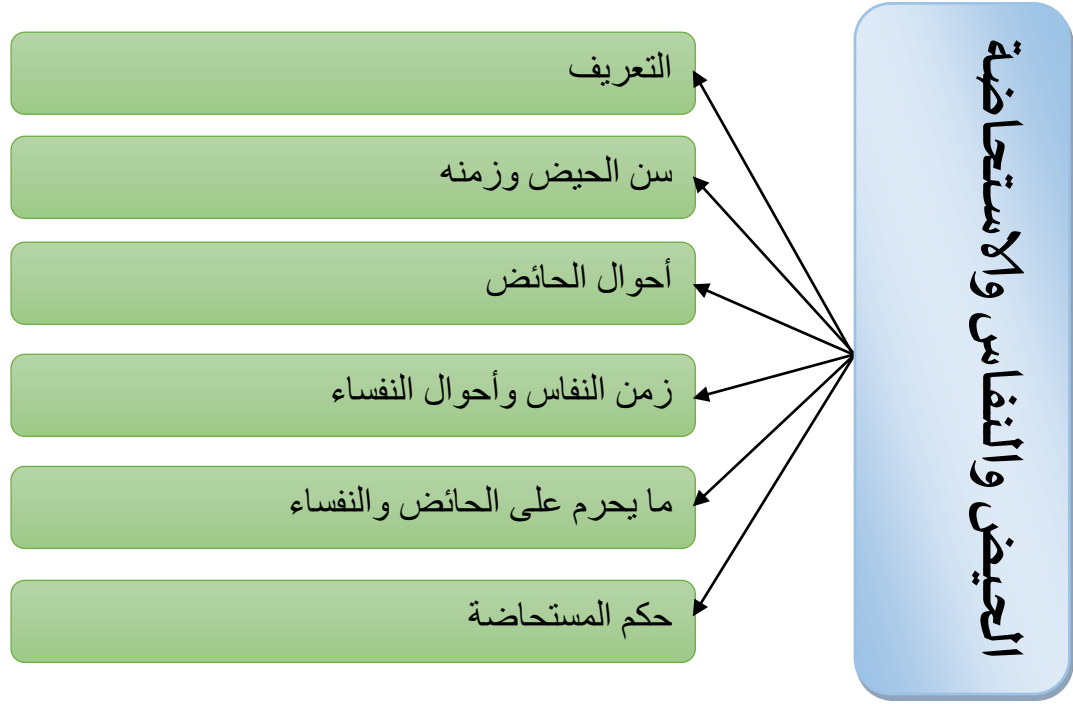 الحيض والنفاس والاستحاضة
التعريف
سن الحيض وزمنه
أحوال الحائض
زمن النفاس وأحوال النفساء
ما يحرم على الحائض والنفساء
حكم المستحاضة